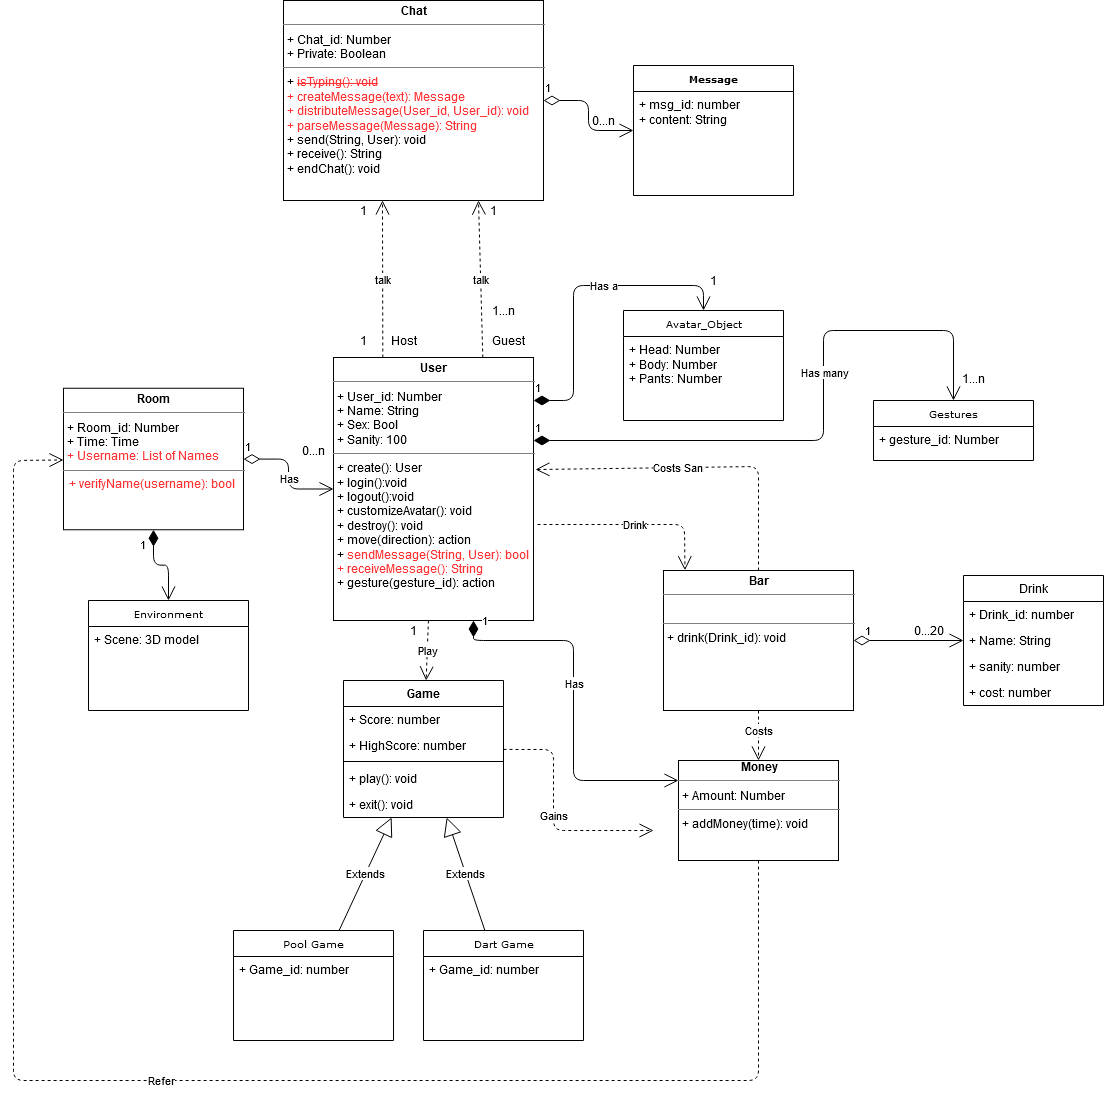 Chat
+ Chat_id: Number
+ Private: Boolean
+ isTyping(): void
+ createMessage(text): Message
+ distributeMessage(User_id, User_id): void
+ parseMessage(Message): String
+ send(String, User): void
+ receive(): String
+ endChat(): void
1
0...n
Message
+ msg_id: number
+ content: String
1
1
talk
talk
1...n
1
Host
Guest
Has a
1
Avatar_Object
+ Head: Number
+ Body: Number
+ Pants: Number
Has many
1...n
Gestures
+ gesture_id: Number
User
+ User_id: Number
+ Name: String
+ Sex: Bool
+ Sanity: 100
+ create(): User
+ login():void
+ logout():void
+ customizeAvatar(): void
+ destroy(): void
+ move(direction): action
+ sendMessage(String, User): bool
+ receiveMessage(): String
+ gesture(gesture_id): action
1
1
Room
+ Room_id: Number
+ Time: Time
+ Username: List of Names
+ verifyName(username): bool
1
0...n
Has
1
Environment
+ Scene: 3D model
Costs San
Drink
Bar
+ drink(Drink_id): void
1
0...20
Drink
+ Drink_id: number
+ Name: String
+ sanity: number
+ cost: number
1
Play
1
Has
Game
+ Score: number
+ HighScore: number
+ play(): void
+ exit(): void
Costs
Money
+ Amount: Number
+ addMoney(time): void
Gains
Extends
Extends
Pool Game
+ Game_id: number
Dart Game
+ Game_id: number
Refer